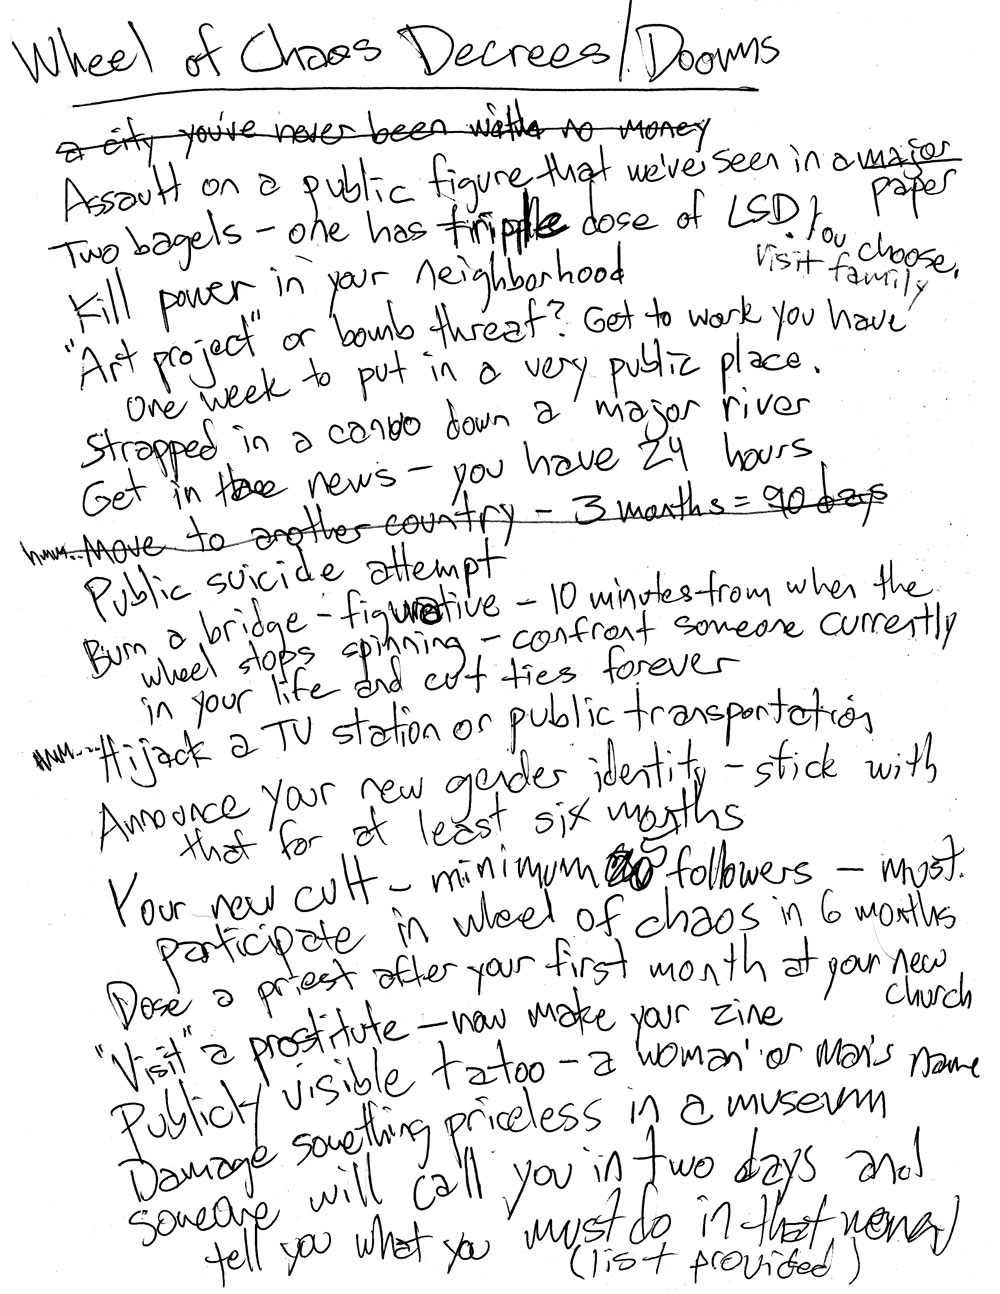 Wheel of Chaos Decrees/Dooms
a city you've never been with no money
Assault on a public figure that we've seen in a major
paper
Two bagels – one has tripple dose of LSD. You choose.
Visit family
Kill power in your neighborhood
"Art project" or bomb threat? Get to work you have
one week to put in a very public place.
Strapped in a canoo down a major river
Get in the news – you have 24 hours
hmm.. Move to another country – 3 months = 90 days
Public suicide attempt
Burn a bridge – figurative – 10 minutes from when the
wheel stops spinning – confront someone currently
in your life and cut ties forever
HMM.... Hijack a TV station or public transportation
Announce your new gender identity – stick with
that for at least six months
Your new cult – minimum 5 followers – must
participate in wheel of chaos in 6 months
Dose a priest after your first month at your new
church
"Visit" a prostitute – now make your zine
Publicly visible tatoo – a woman' or man's name
Damage something priceless in a museum
Someone will call you in two days and
tell you what you must do in that
(list provided)